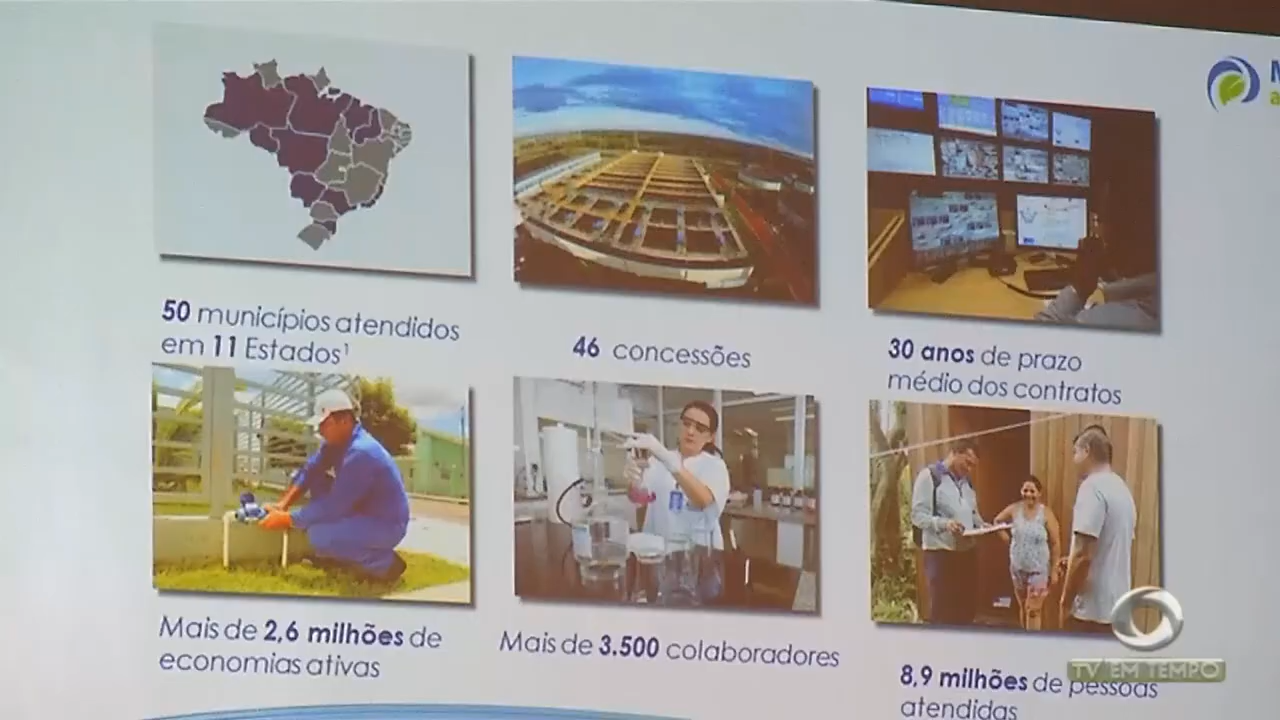 50 municípios atendidos
em 11 Estados¹
46 concessões
30 anos de prazo
médio dos contratos
Mais de 2,6 milhões de
economias ativas
Mais de 3.500 colaboradores
8,9 milhões de pessoas
atendidas
TV EM TEMPO